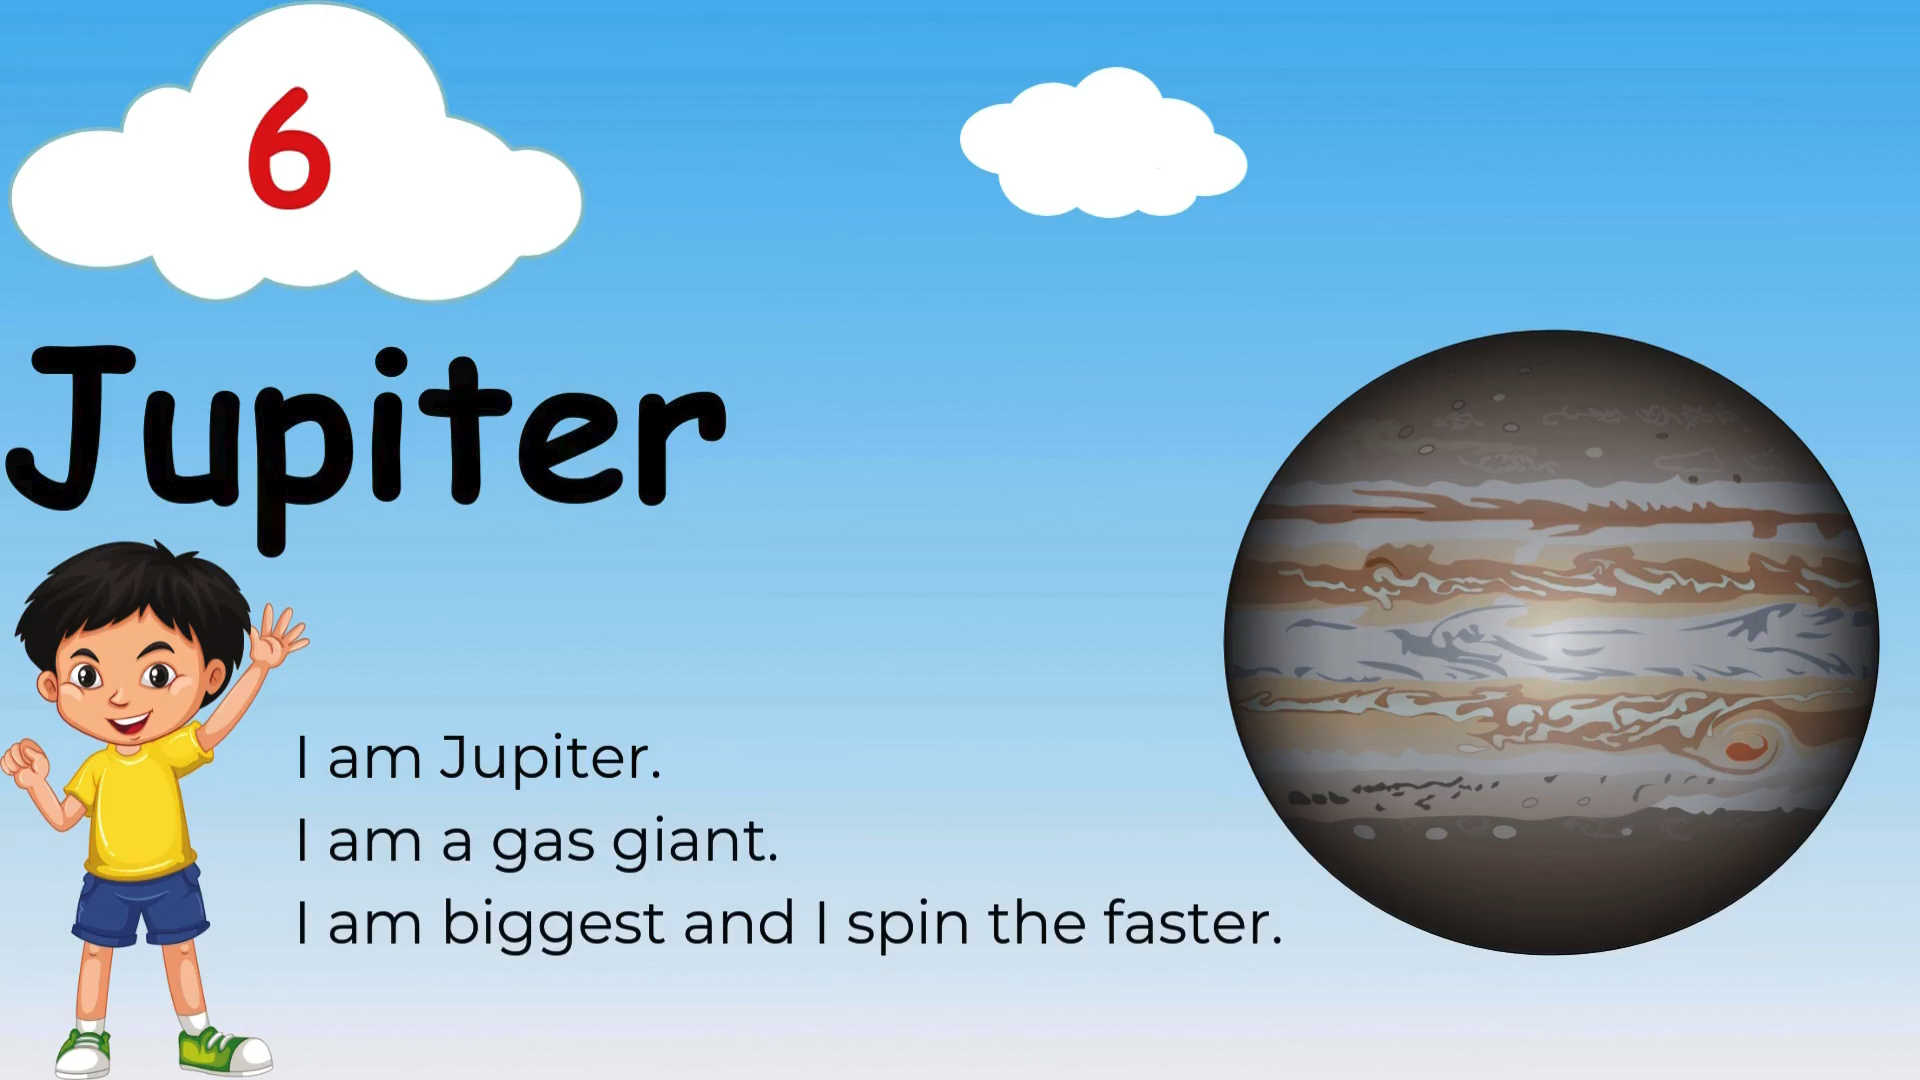 6
Jupiter
I am Jupiter.
I am a gas giant.
I am biggest and I spin the faster.